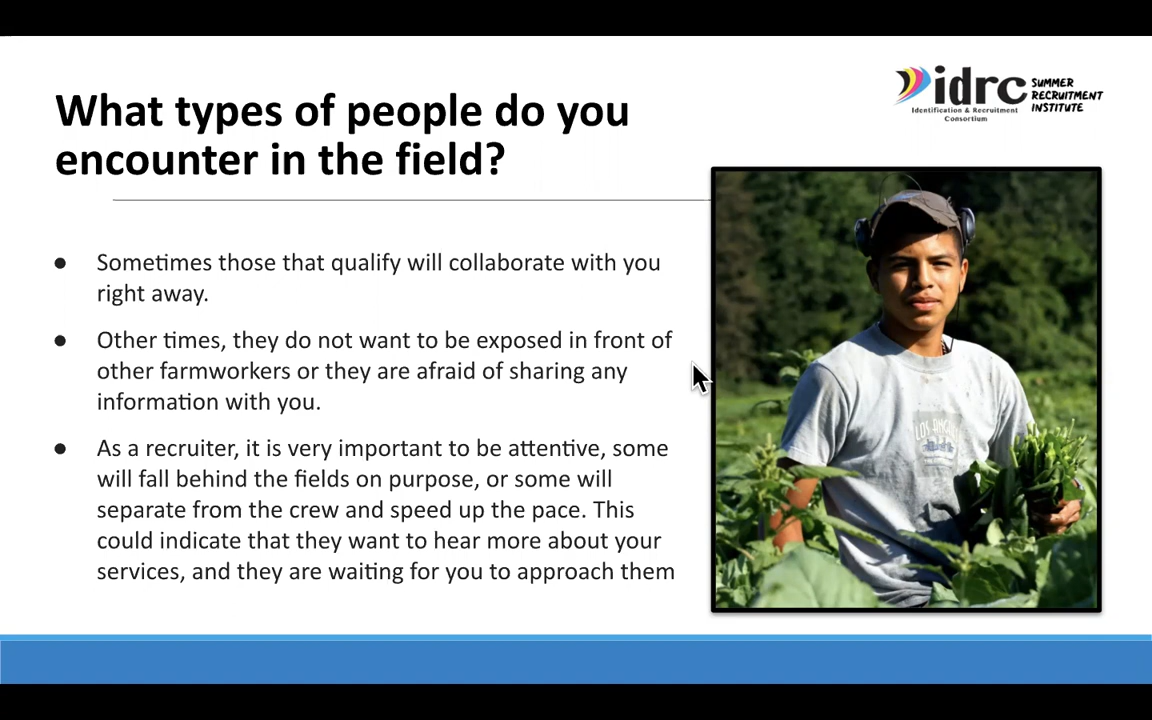 What types of people do you
encounter in the field?
idrc
Identification & Recruitment
Consortium
SUMMER
RECRUITMENT
INSTITUTE
● Sometimes those that qualify will collaborate with you
right away.
● Other times, they do not want to be exposed in front of
other farmworkers or they are afraid of sharing any
information with you.
● As a recruiter, it is very important to be attentive, some
will fall behind the fields on purpose, or some will
separate from the crew and speed up the pace. This
could indicate that they want to hear more about your
services, and they are waiting for you to approach them
LOS ANGELES